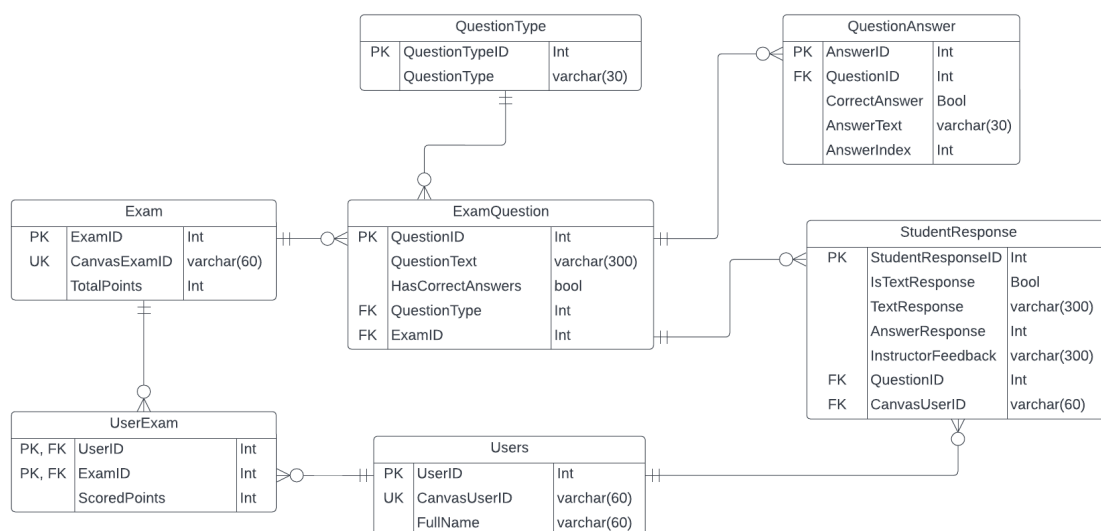 QuestionType
PK QuestionTypeID Int
QuestionType varchar(30)
QuestionAnswer
PK AnswerID Int
FK QuestionID Int
CorrectAnswer Bool
AnswerText varchar(30)
AnswerIndex Int
Exam
PK ExamID Int
UK CanvasExamID varchar(60)
TotalPoints Int
ExamQuestion
PK QuestionID Int
QuestionText varchar(300)
HasCorrectAnswers bool
FK QuestionType Int
FK ExamID Int
StudentResponse
PK StudentResponseID Int
IsTextResponse Bool
TextResponse varchar(300)
AnswerResponse Int
InstructorFeedback varchar(300)
FK QuestionID Int
FK CanvasUserID varchar(60)
UserExam
PK, FK UserID Int
PK, FK ExamID Int
ScoredPoints Int
Users
PK UserID Int
UK CanvasUserID varchar(60)
FullName varchar(60)